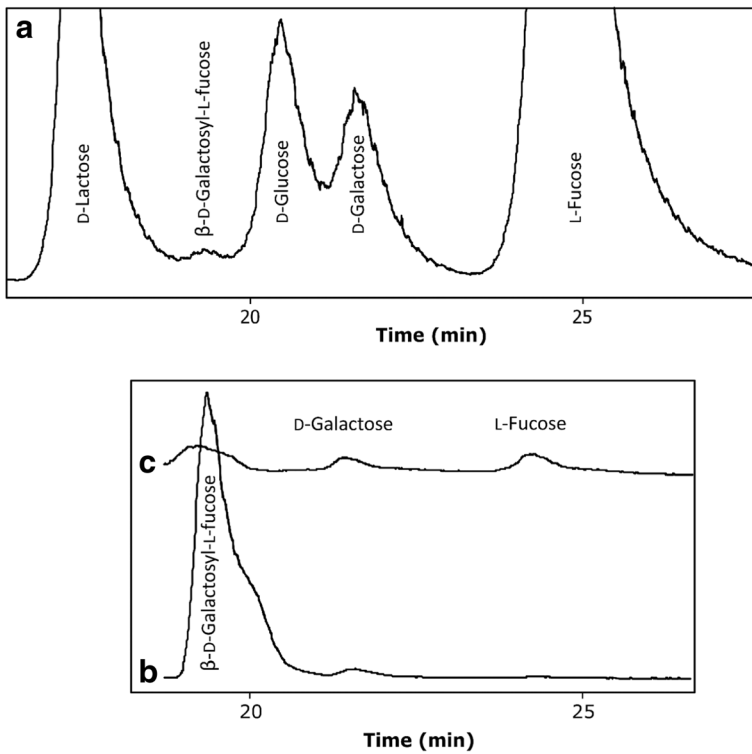 a
D-Lactose
β-D-Galactosyl-L-fucose
D-Glucose
D-Galactose
L-Fucose
20
25
Time (min)
D-Galactose
L-Fucose
c
β-D-Galactosyl-L-fucose
b
20
25
Time (min)